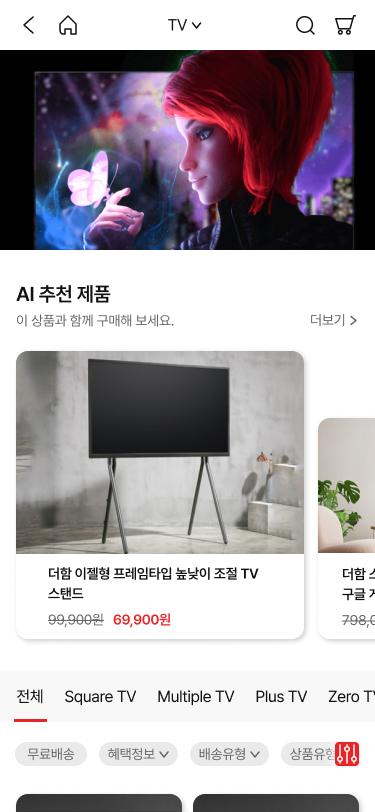 TV
AI 추천 제품
이 상품과 함께 구매해 보세요.
더보기
더함 이젤형 프레임타입 높낮이 조절 TV
스탠드
99,900원 69,900원
더함 스
구글
798,0
전체 Square TV Multiple TV Plus TV Zero TV
무료배송 혜택정보 배송유형 상품유형